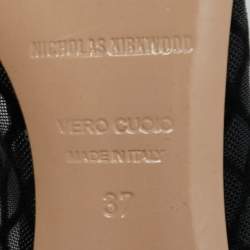 NICHOLAS KIRKWOOD
VERO CUOIO
MADE IN ITALY
37